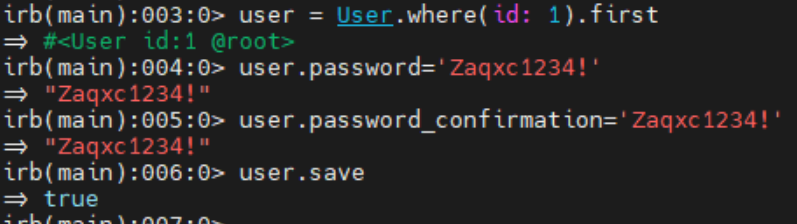 irb(main):003:0> user = User.where(id: 1).first
=> #<User id:1 @root>
irb(main):004:0> user.password='Zaqxc1234!'
=> "Zaqxc1234!"
irb(main):005:0> user.password_confirmation='Zaqxc1234!'
=> "Zaqxc1234!"
irb(main):006:0> user.save
=> true
irb(main):007:0>